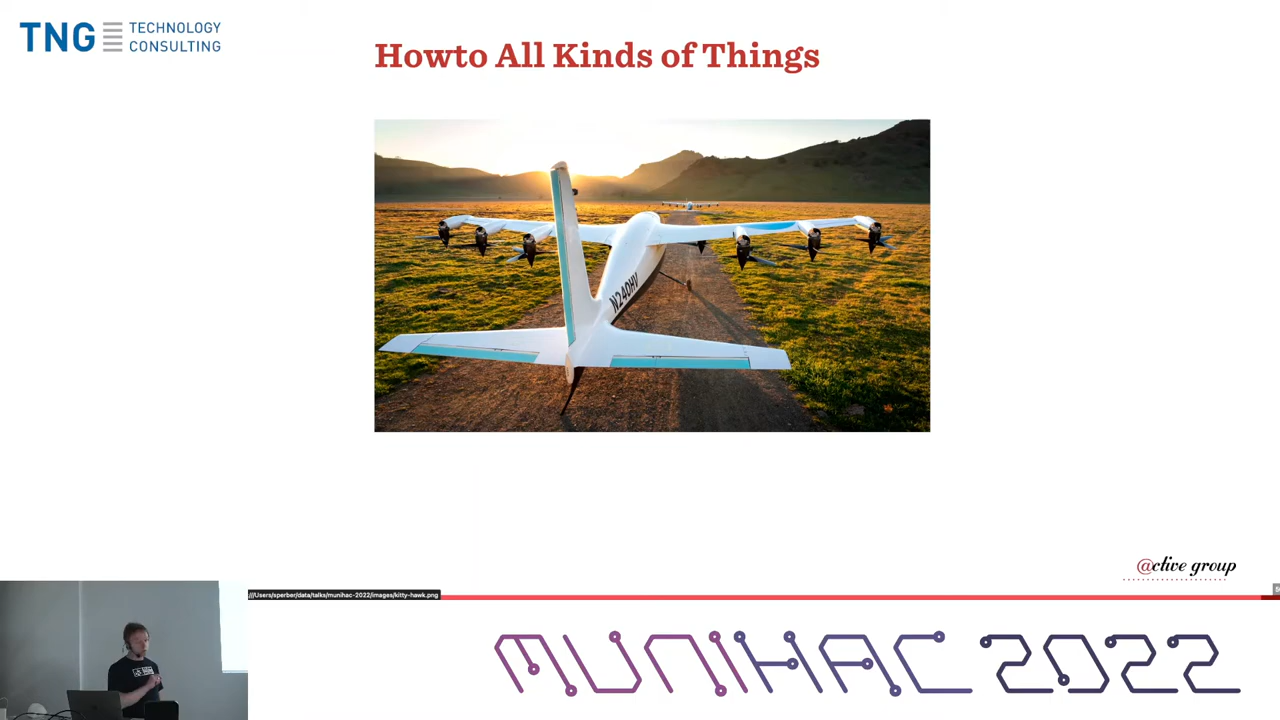 TNG TECHNOLOGY
CONSULTING
Howto All Kinds of Things
N240HV
@ctive group
///Users/sperber/data/talks/munihac-2022/images/kitty-hawk.png
MUNIHAC 2022